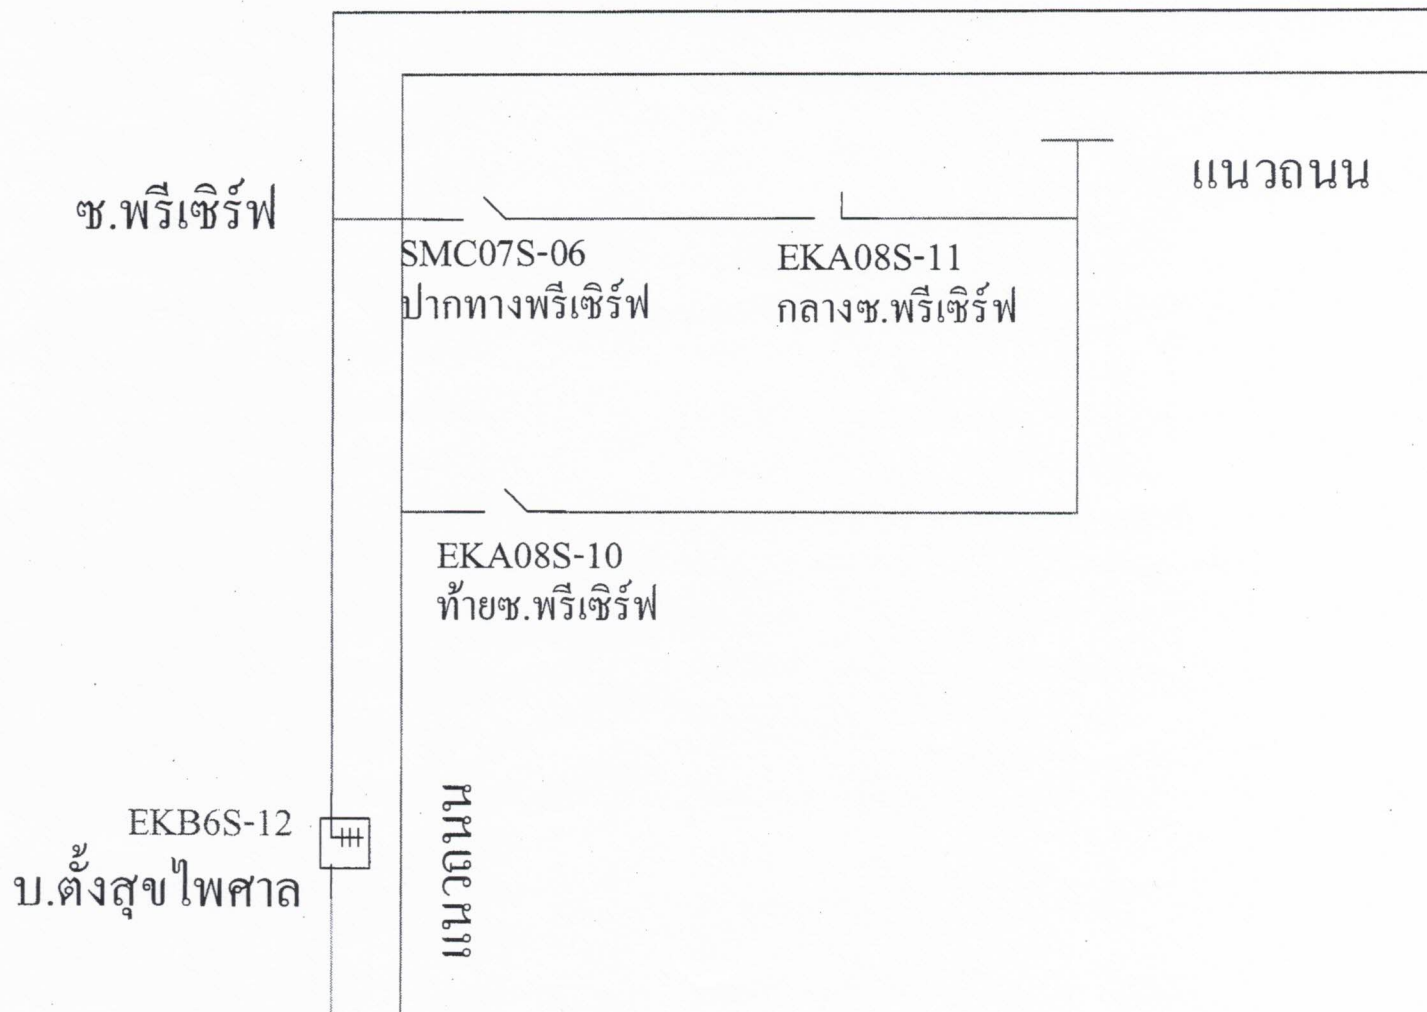 แนวถนน
ซ.พรีเซิร์ฟ
SMC07S-06
ปากทางพรีเซิร์ฟ
EKA08S-11
กลางซ.พรีเซิร์ฟ
EKA08S-10
ท้ายซ.พรีเซิร์ฟ
EKB6S-12
บ.ตั้งสุขไพศาล
แนวถนน